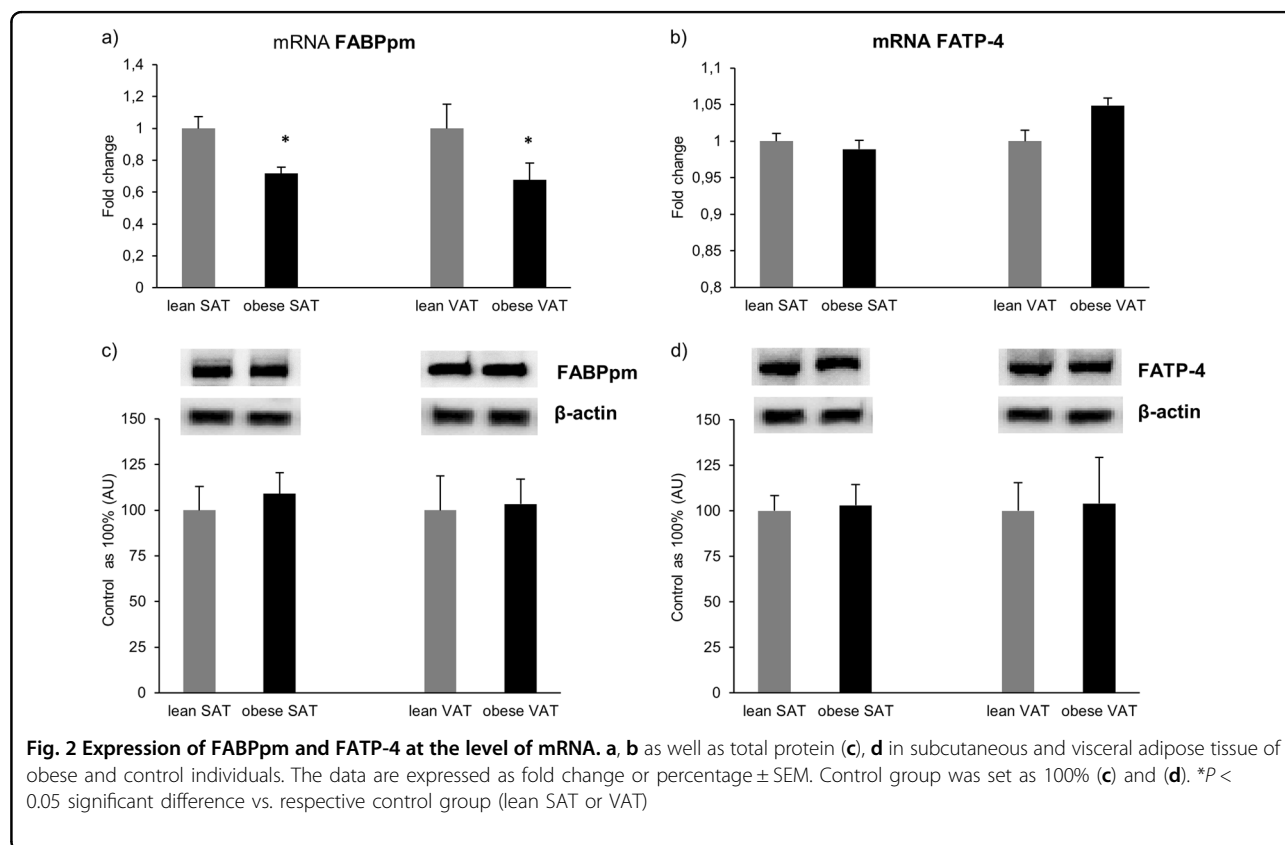 a)
mRNA FABPpm
1,4
1,2
1
0,8
0,6
0,4
0,2
0
Fold change
*
*
lean SAT obese SAT lean VAT obese VAT
b)
mRNA FATP-4
1,1
1,05
1
0,95
0,9
0,85
0,8
Fold change
lean SAT obese SAT lean VAT obese VAT
c)
FABPpm
β-actin
150
125
100
75
50
25
0
Control as 100% (AU)
lean SAT obese SAT lean VAT obese VAT
d)
FATP-4
β-actin
150
125
100
75
50
25
0
Control as 100% (AU)
lean SAT obese SAT lean VAT obese VAT
Fig. 2 Expression of FABPpm and FATP-4 at the level of mRNA. a, b as well as total protein (c), d in subcutaneous and visceral adipose tissue of
obese and control individuals. The data are expressed as fold change or percentage ± SEM. Control group was set as 100% (c) and (d). *P <
0.05 significant difference vs. respective control group (lean SAT or VAT)